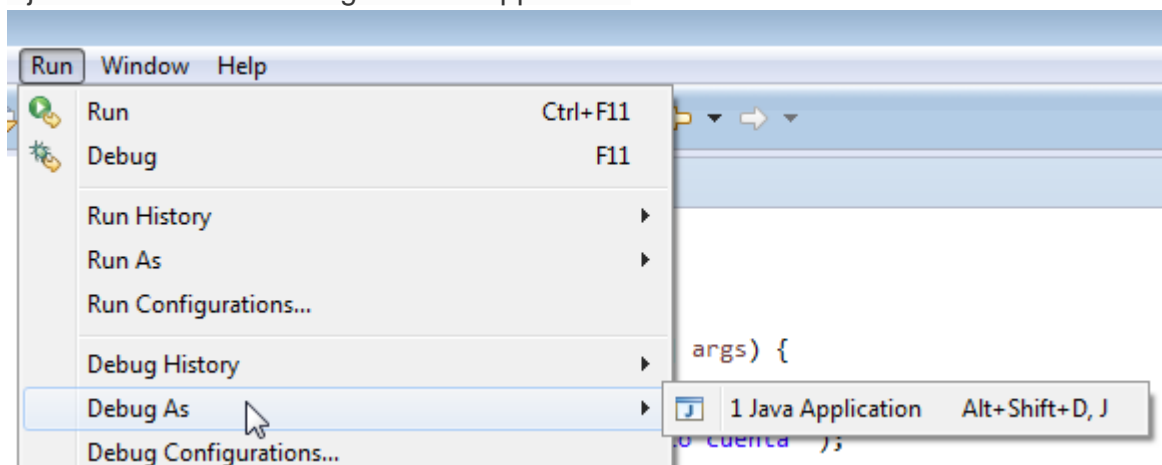 Run Window Help
Run Ctrl+F11
Debug F11
Run History
Run As
Run Configurations...
args) {
Debug History
Debug As
1 Java Application Alt+Shift+D, J
cuenta" );
Debug Configurations...